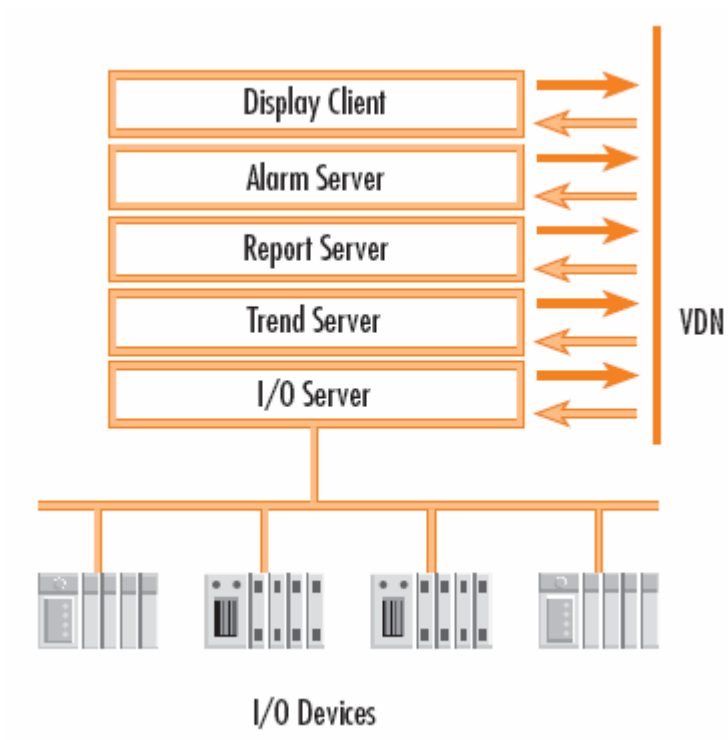 Display Client
Alarm Server
Report Server
Trend Server
VDN
I/O Server
I/O Devices